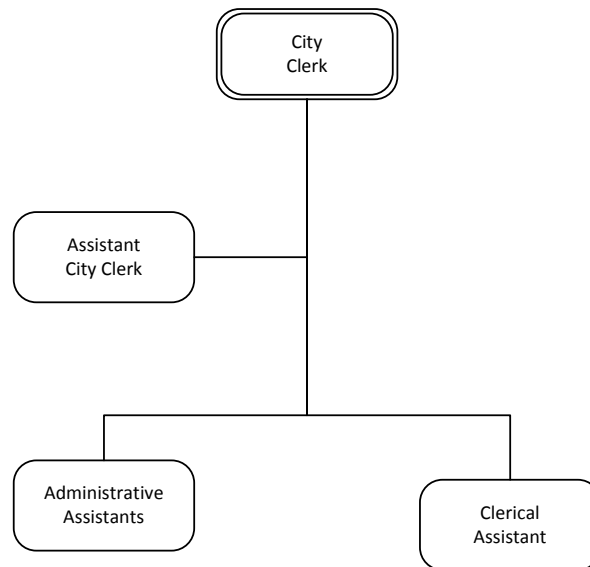 City
Clerk
Assistant
City Clerk
Administrative
Assistants
Clerical
Assistant